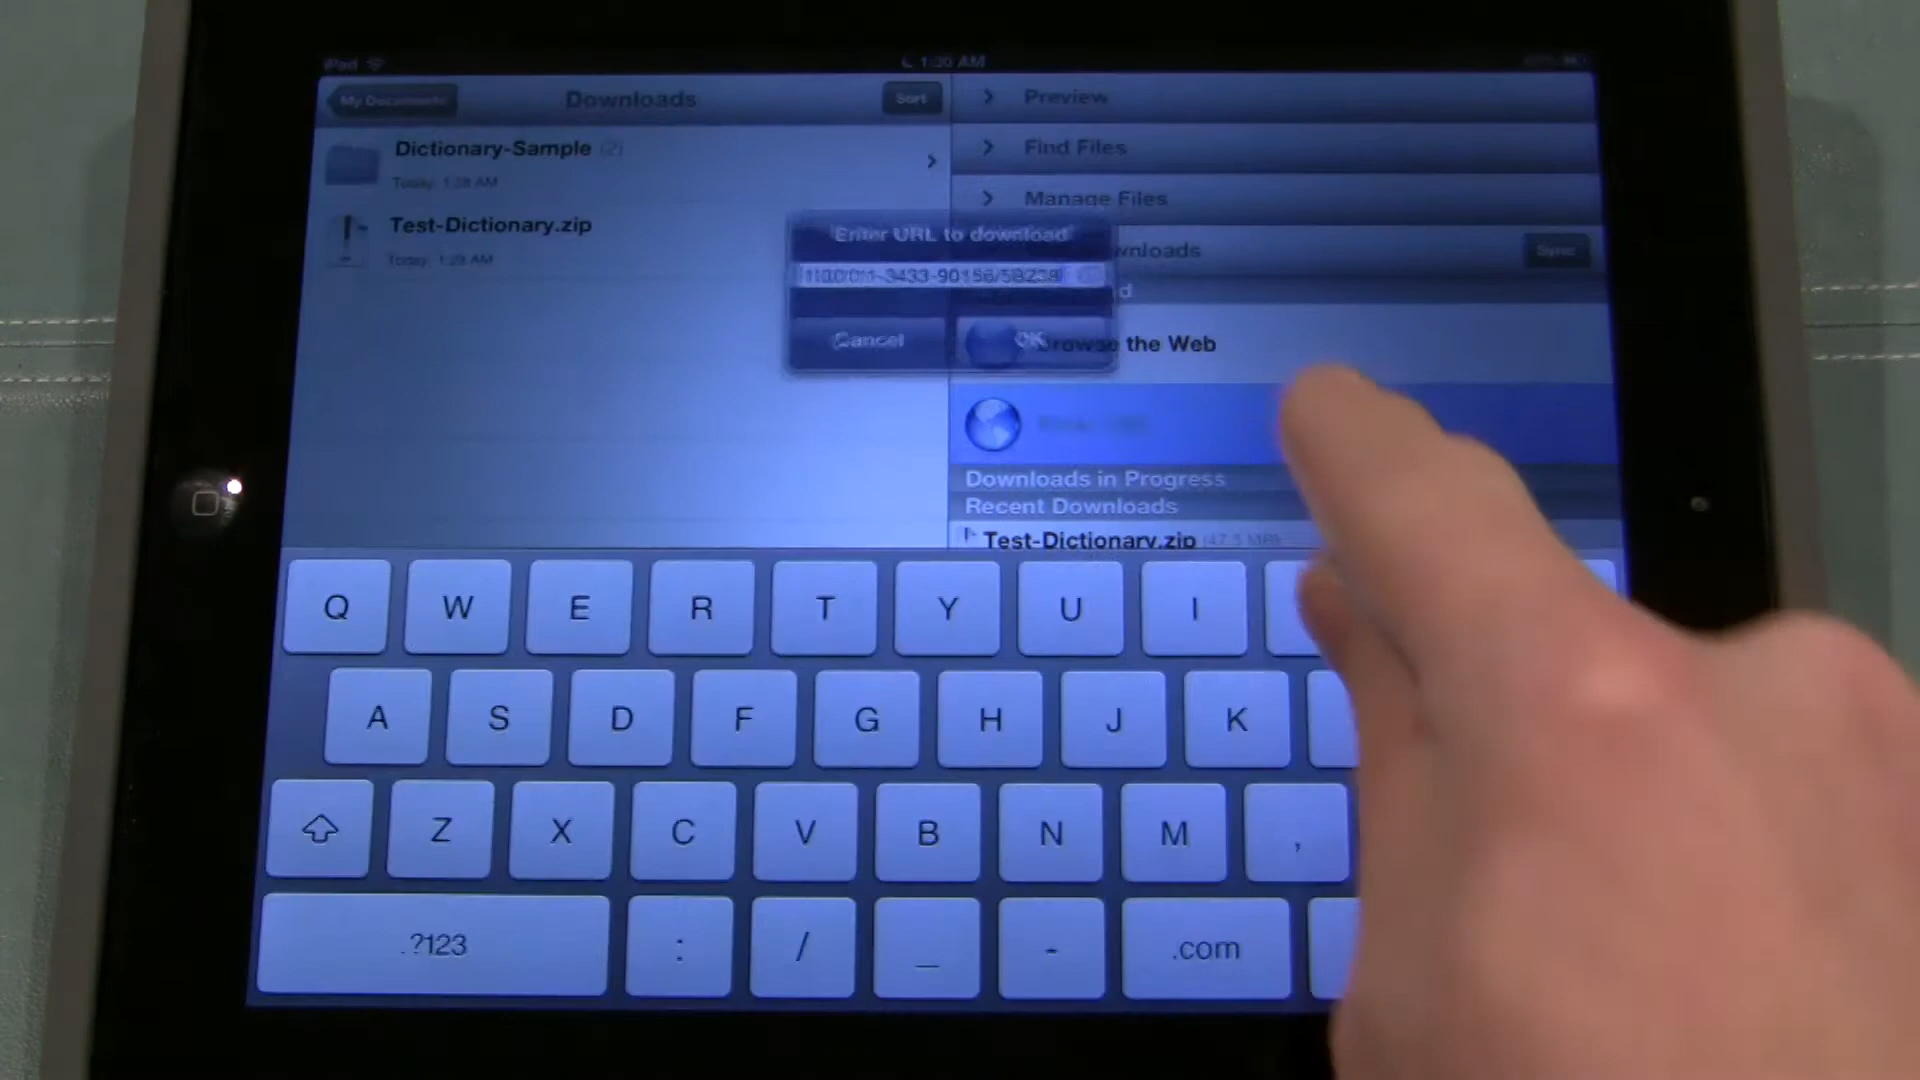 iPad
1:30 AM
My Documents
Downloads
Sort
Dictionary-Sample (2)
Today, 1:28 AM
Test-Dictionary.zip
Today, 1:29 AM
Preview
Find Files
Manage Files
wnloads
Sync
d
Enter URL to download
Cancel
OK
Browse the Web
Downloads in Progress
Recent Downloads
Test-Dictionary.zip (47.5 MB)
Q W E R T Y U I
A S D F G H J K
Z X C V B N M ,
.?123 : / _ - .com